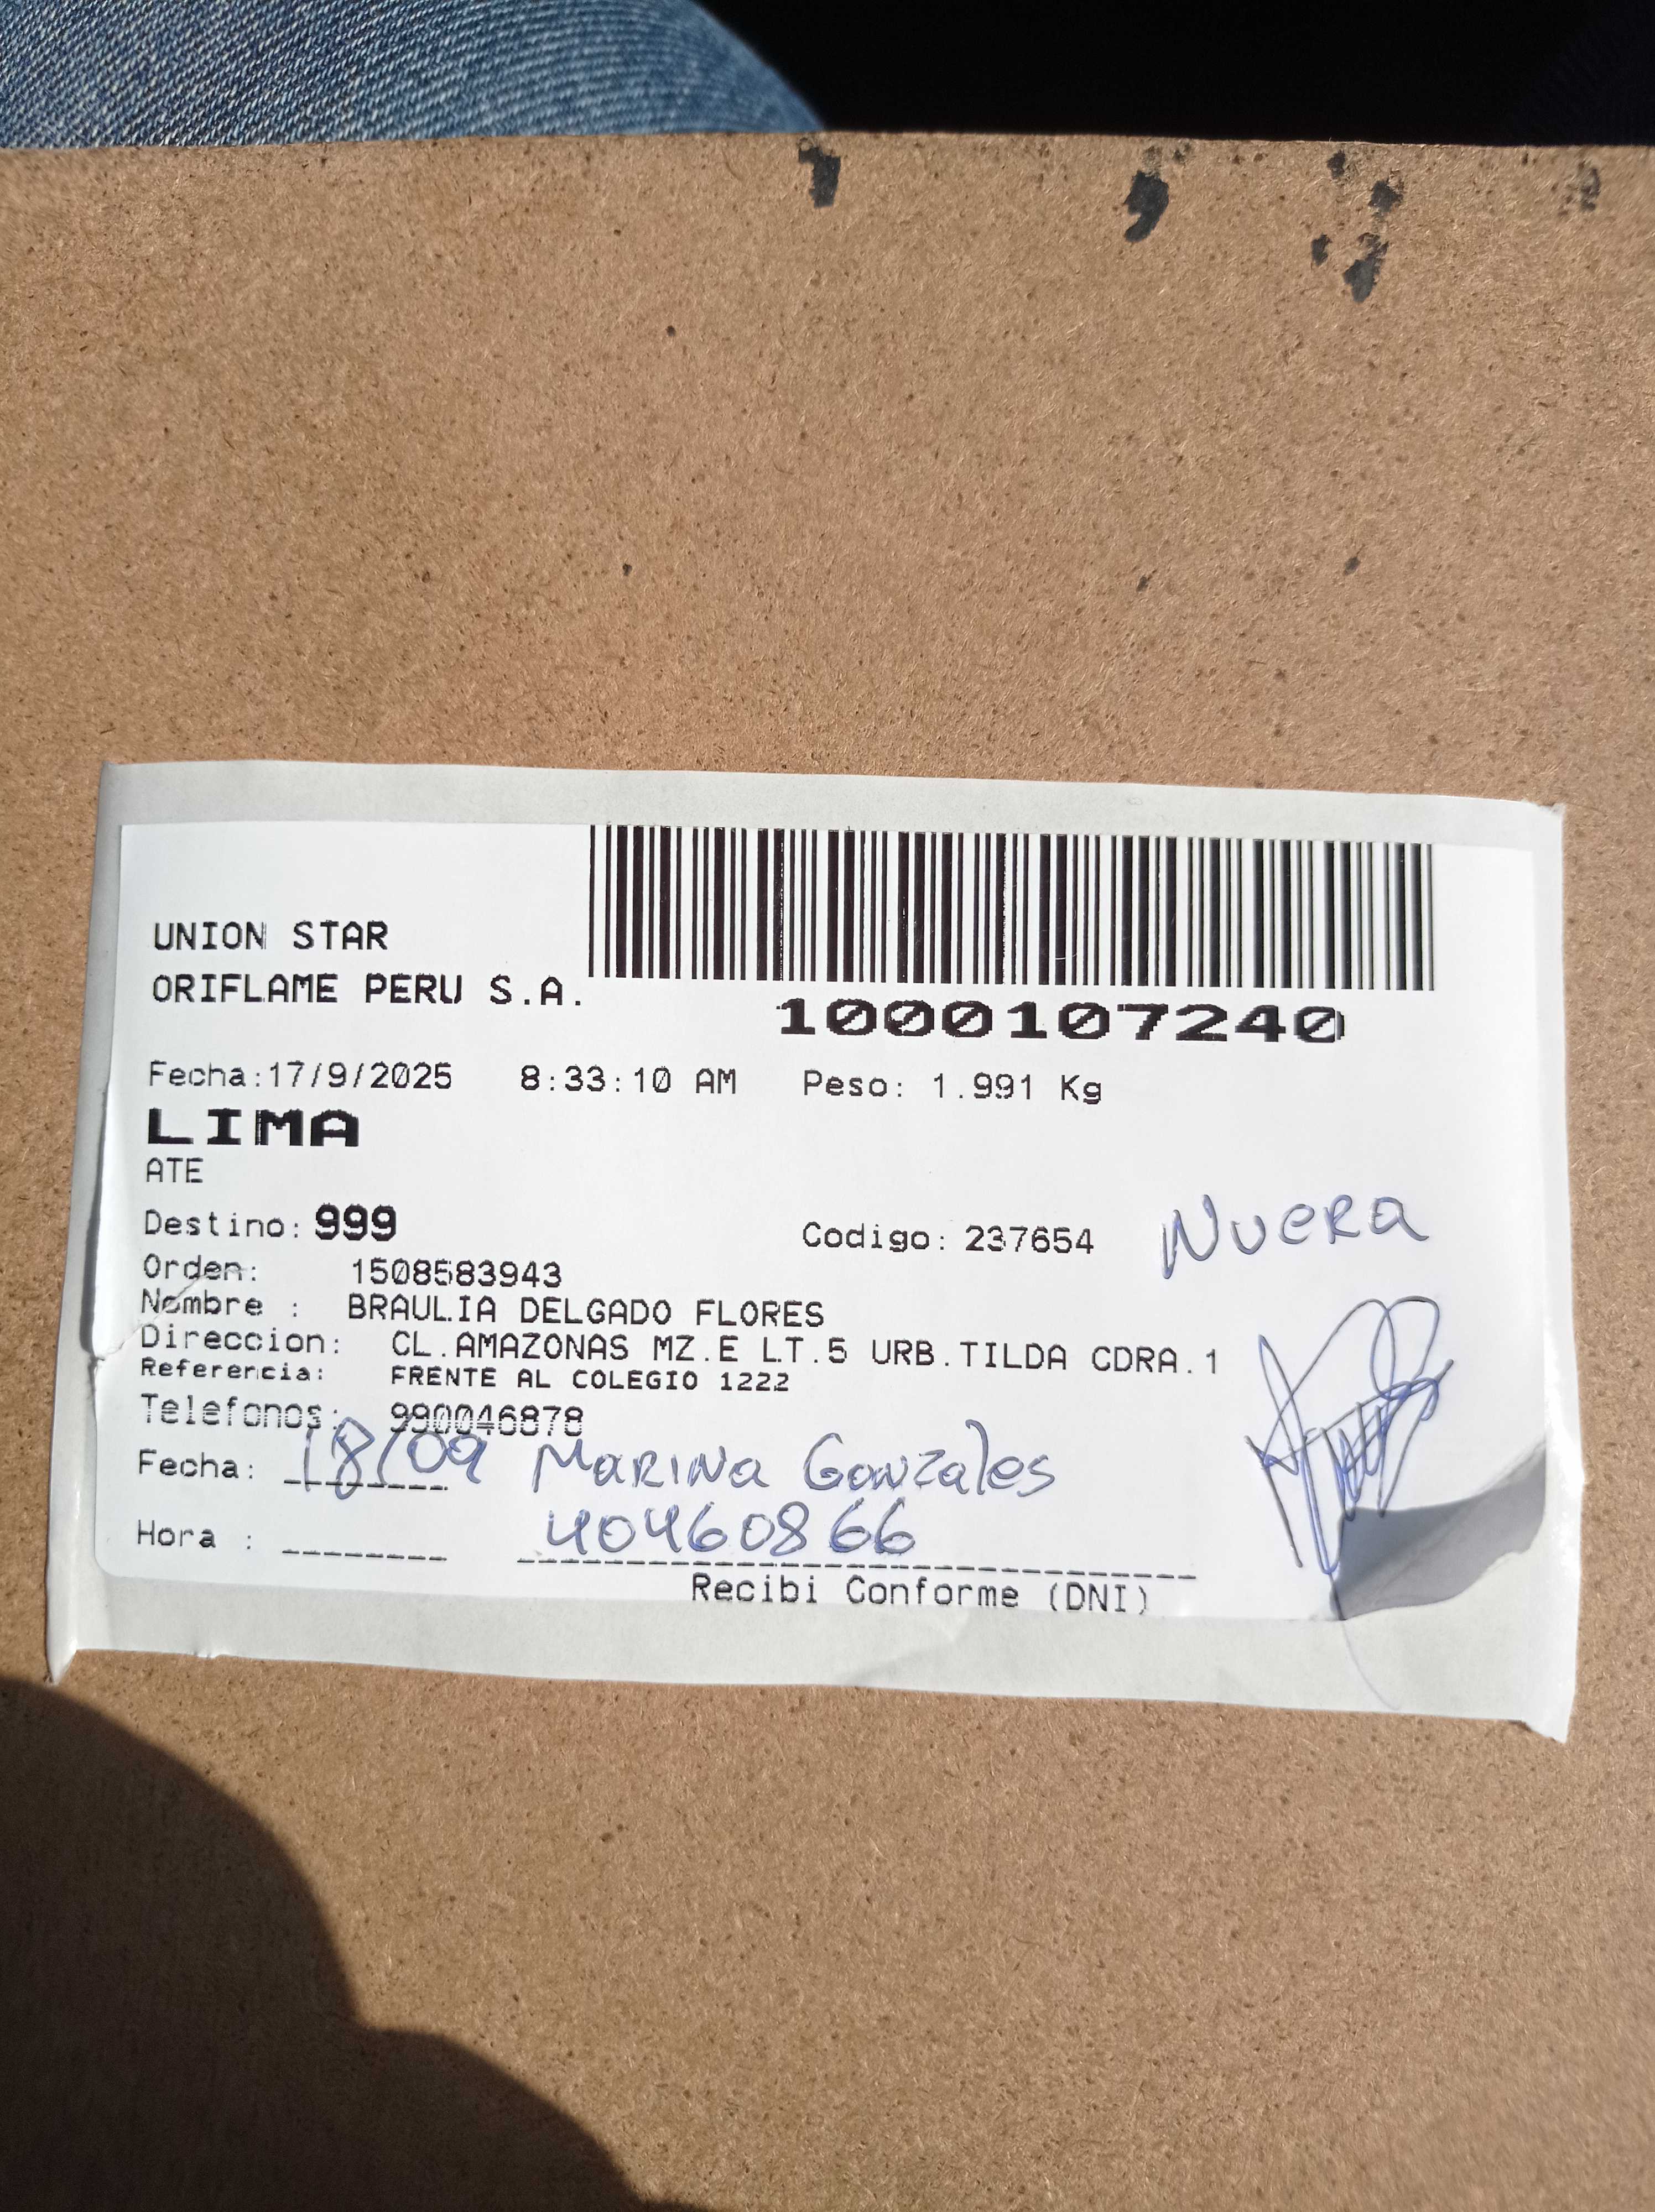 UNION STAR
ORIFLAME PERU S.A.
1000107240
Fecha:17/9/2025 8:33:10 AM Peso: 1.991 Kg
LIMA
ATE
Destino: 999 Codigo: 237654 Nuera
Orden: 1508583943
Nombre : BRAULIA DELGADO FLORES
Direccion: CL.AMAZONAS MZ.E LT.5 URB.TILDA CDRA.1
Referencia: FRENTE AL COLEGIO 1222
Telefonos: 990046878
Fecha: 18/09 Marina Gonzales
Hora : 40460866
Recibi Conforme (DNI)